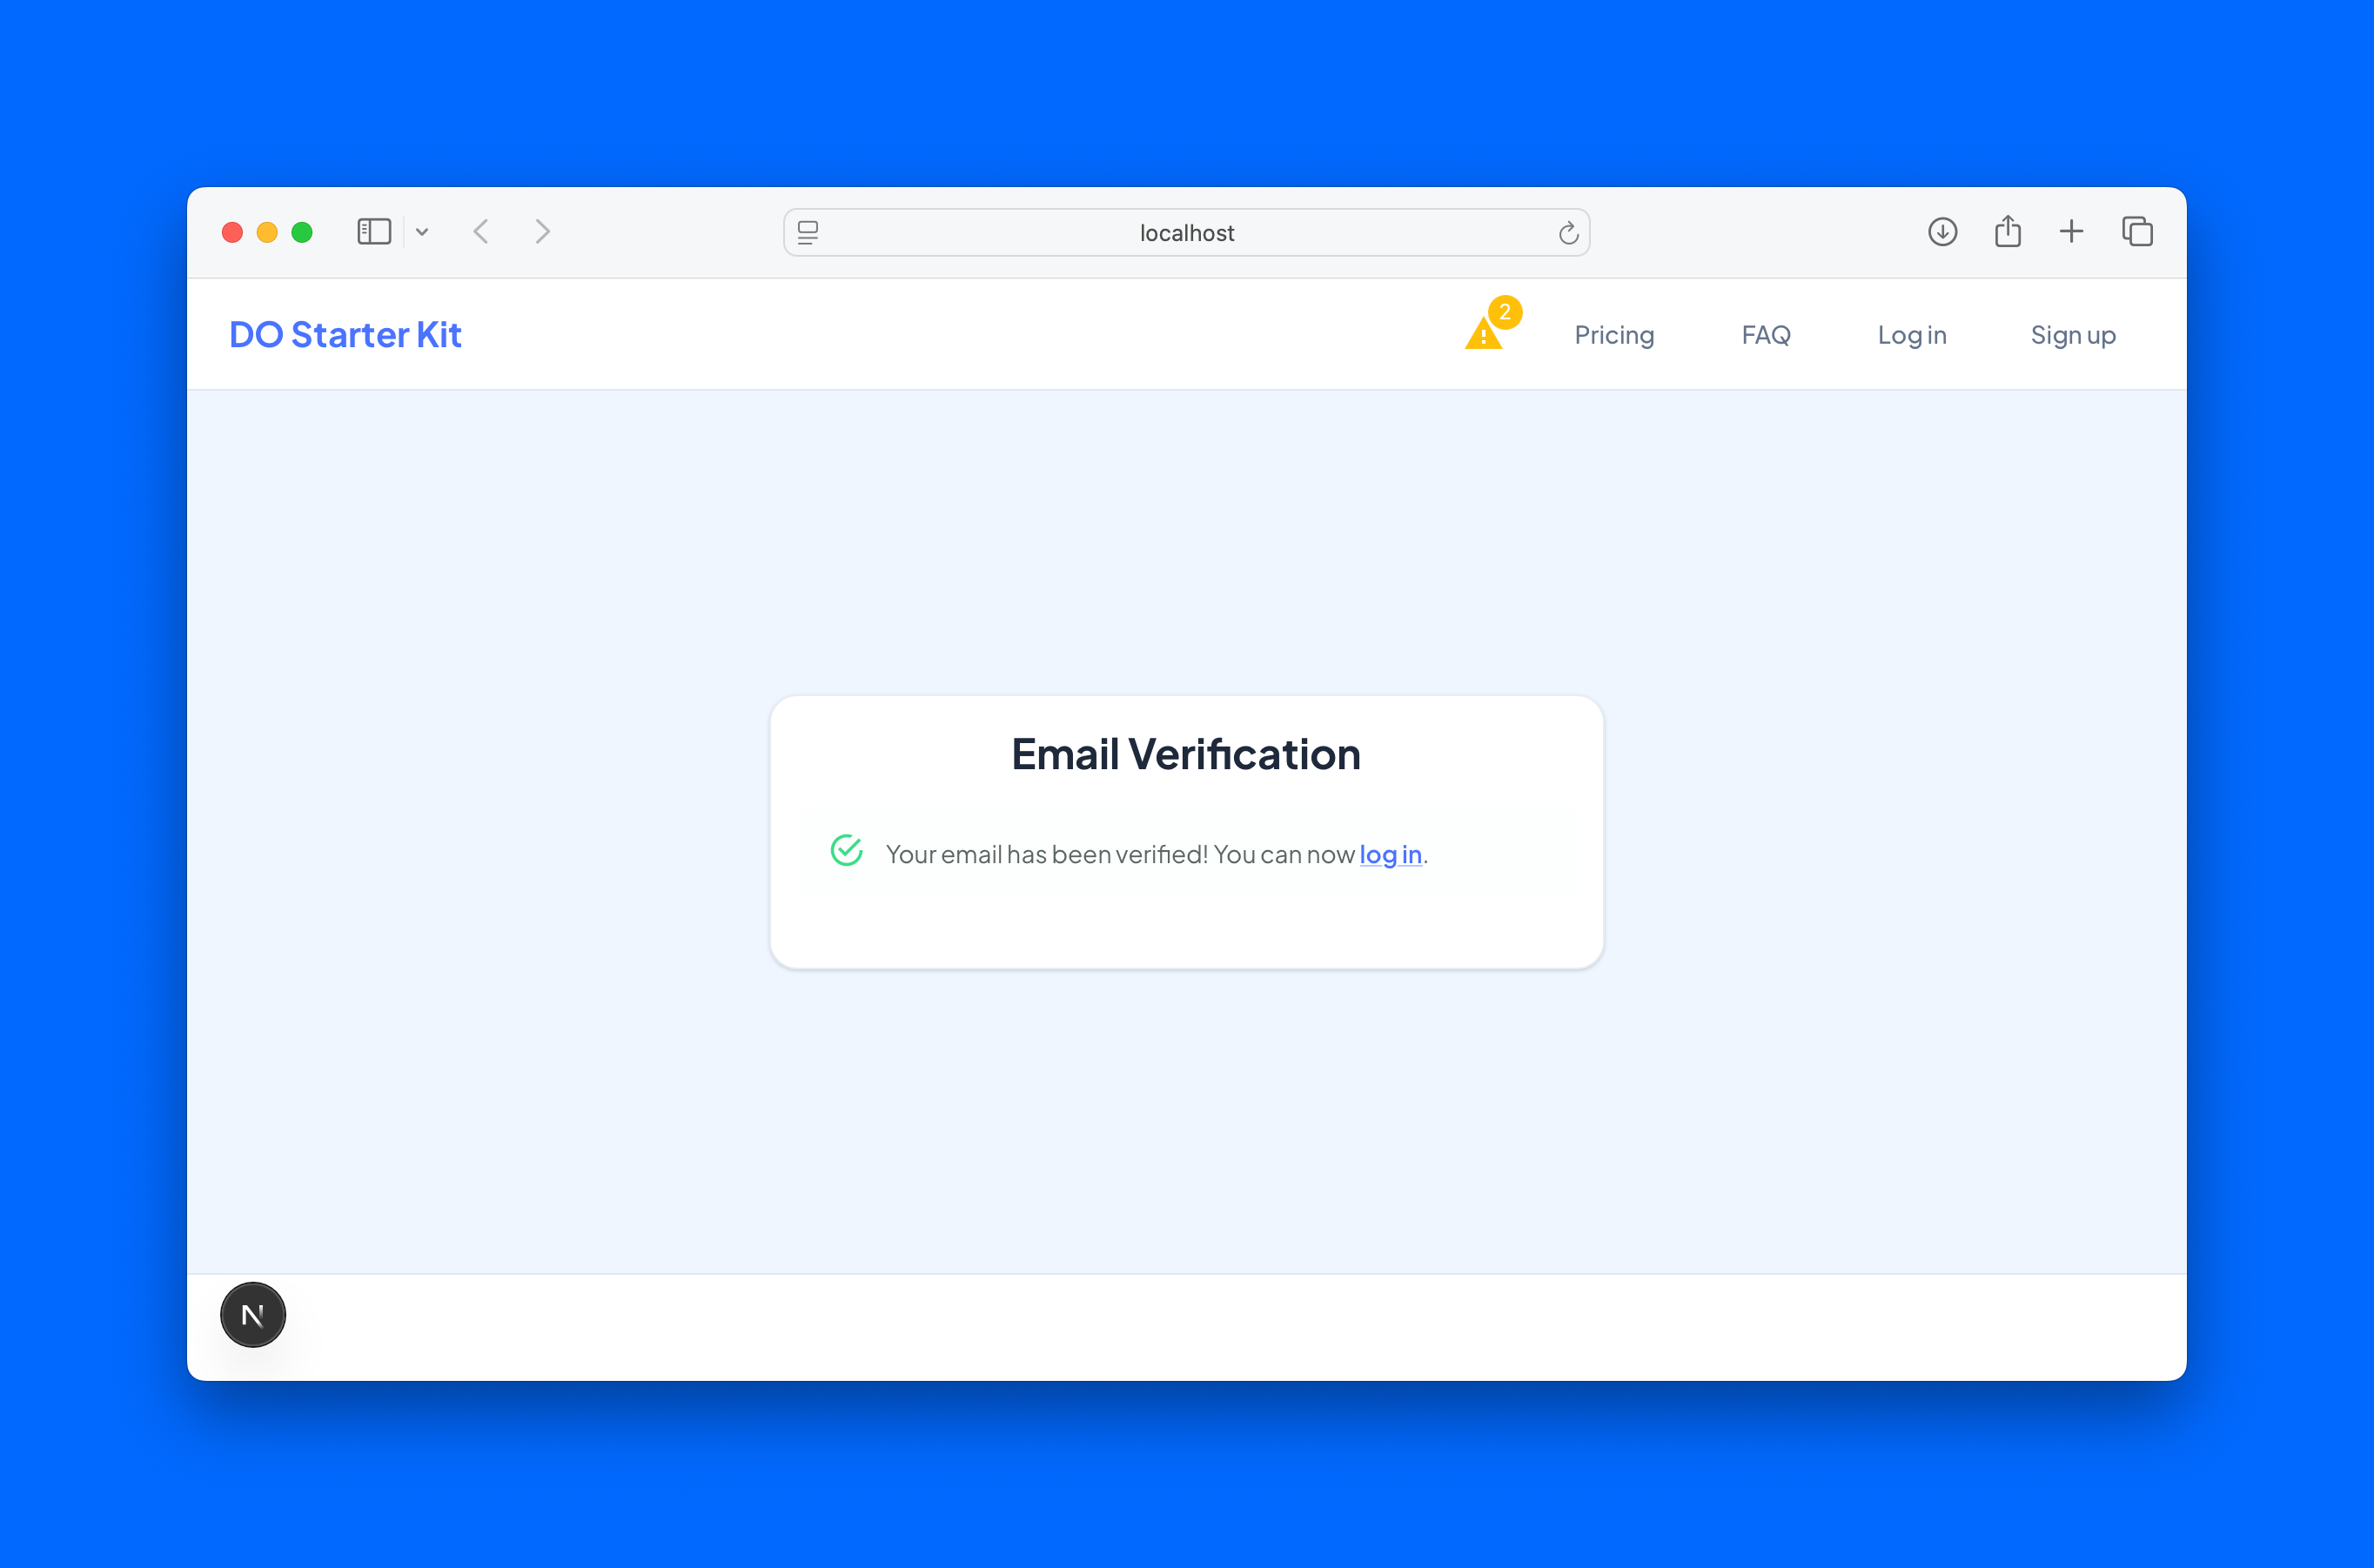 localhost
DO Starter Kit
2
Pricing
FAQ
Log in
Sign up
Email Verification
Your email has been verified! You can now log in.
N